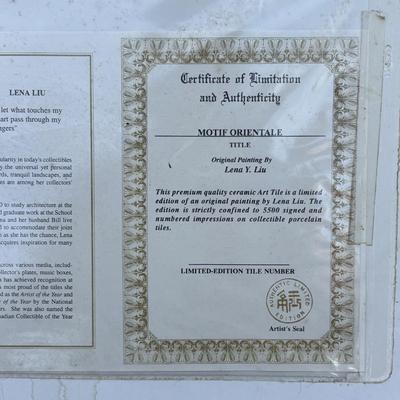 LENA LIU
let what touches my
art pass through my
ngers"
ularity in today's collectibles
by the universal yet personal
rds, tranquil landscapes, and
es are among her collectors'
O to study architecture at the
d graduate work at the School
na and her husband Bill live
d to accommodate their joint
n as she has the chance, Lena
acquires inspiration for many
across various media, includ-
ollector's plates, music boxes,
a has achieved recognition at
s most proud of the titles she
d as the Artist of the Year and
of the Year by the National
ers. She was also named the
nadian Collectible of the Year
Certificate of Limitation
and Authenticity
MOTIF ORIENTALE
TITLE
Original Painting By
Lena Y. Liu
This premium quality ceramic Art Tile is a limited
edition of an original painting by Lena Liu. The
edition is strictly confined to 5500 signed and
numbered impressions on collectible porcelain
tiles.
LIMITED-EDITION TILE NUMBER
AUTHENTIC LIMITED
EDITION
Artist's Seal